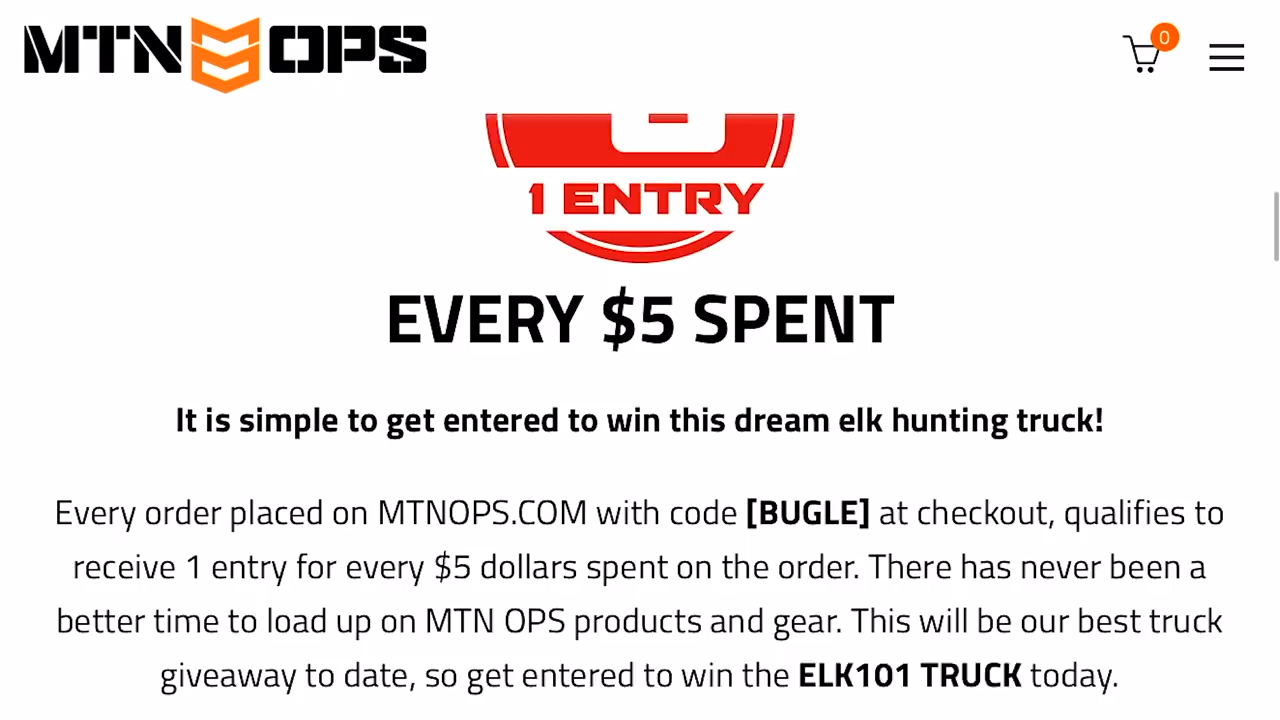 MTN OPS
0
1 ENTRY
EVERY $5 SPENT
It is simple to get entered to win this dream elk hunting truck!
Every order placed on MTNOPS.COM with code [BUGLE] at checkout, qualifies to
receive 1 entry for every $5 dollars spent on the order. There has never been a
better time to load up on MTN OPS products and gear. This will be our best truck
giveaway to date, so get entered to win the ELK101 TRUCK today.